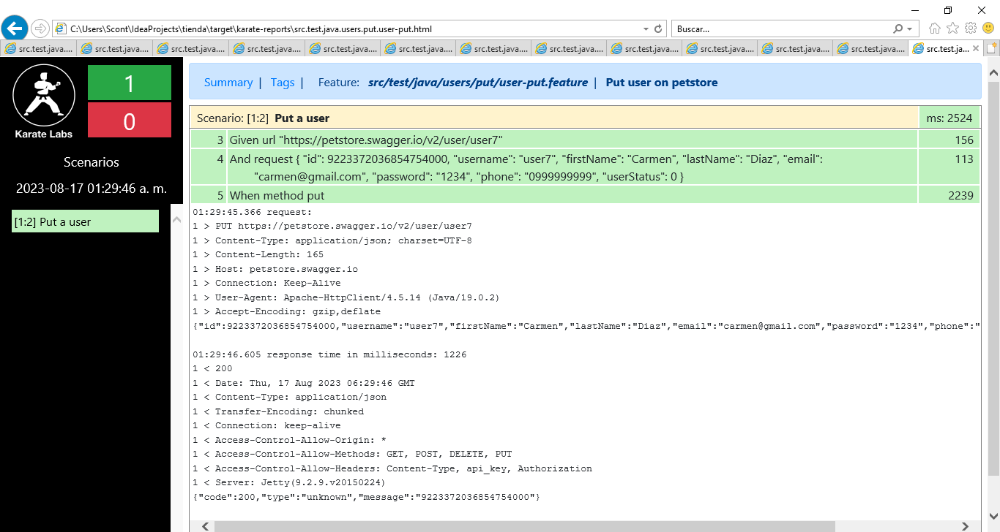 C:\Users\Scont\IdeaProjects\tienda\target\karate-reports\src.test.java.users.put.user-put.html
Buscar...
src.test.java.... src.test.java.... src.test.java.... src.test.java.... src.test.java.... src.test.java.... src.test.java.... src.test.java.... src.test.java.... src.test.java.... src.test.java.... src.test.java.... src.test.ja...
Karate Labs
1
0
Scenarios
2023-08-17 01:29:46 a. m.
[1:2] Put a user
Summary | Tags | Feature: src/test/java/users/put/user-put.feature | Put user on petstore
Scenario: [1:2] Put a user ms: 2524
3 Given url "https://petstore.swagger.io/v2/user/user7" 156
4 And request { "id": 9223372036854754000, "username": "user7", "firstName": "Carmen", "lastName": "Diaz", "email": 113
"carmen@gmail.com", "password": "1234", "phone": "0999999999", "userStatus": 0 }
5 When method put 2239
01:29:45.366 request:
1 > PUT https://petstore.swagger.io/v2/user/user7
1 > Content-Type: application/json; charset=UTF-8
1 > Content-Length: 165
1 > Host: petstore.swagger.io
1 > Connection: Keep-Alive
1 > User-Agent: Apache-HttpClient/4.5.14 (Java/19.0.2)
1 > Accept-Encoding: gzip,deflate
{"id":9223372036854754000,"username":"user7","firstName":"Carmen","lastName":"Diaz","email":"carmen@gmail.com","password":"1234","phone":"
01:29:46.605 response time in milliseconds: 1226
1 < 200
1 < Date: Thu, 17 Aug 2023 06:29:46 GMT
1 < Content-Type: application/json
1 < Transfer-Encoding: chunked
1 < Connection: keep-alive
1 < Access-Control-Allow-Origin: *
1 < Access-Control-Allow-Methods: GET, POST, DELETE, PUT
1 < Access-Control-Allow-Headers: Content-Type, api_key, Authorization
1 < Server: Jetty(9.2.9.v20150224)
{"code":200,"type":"unknown","message":"9223372036854754000"}